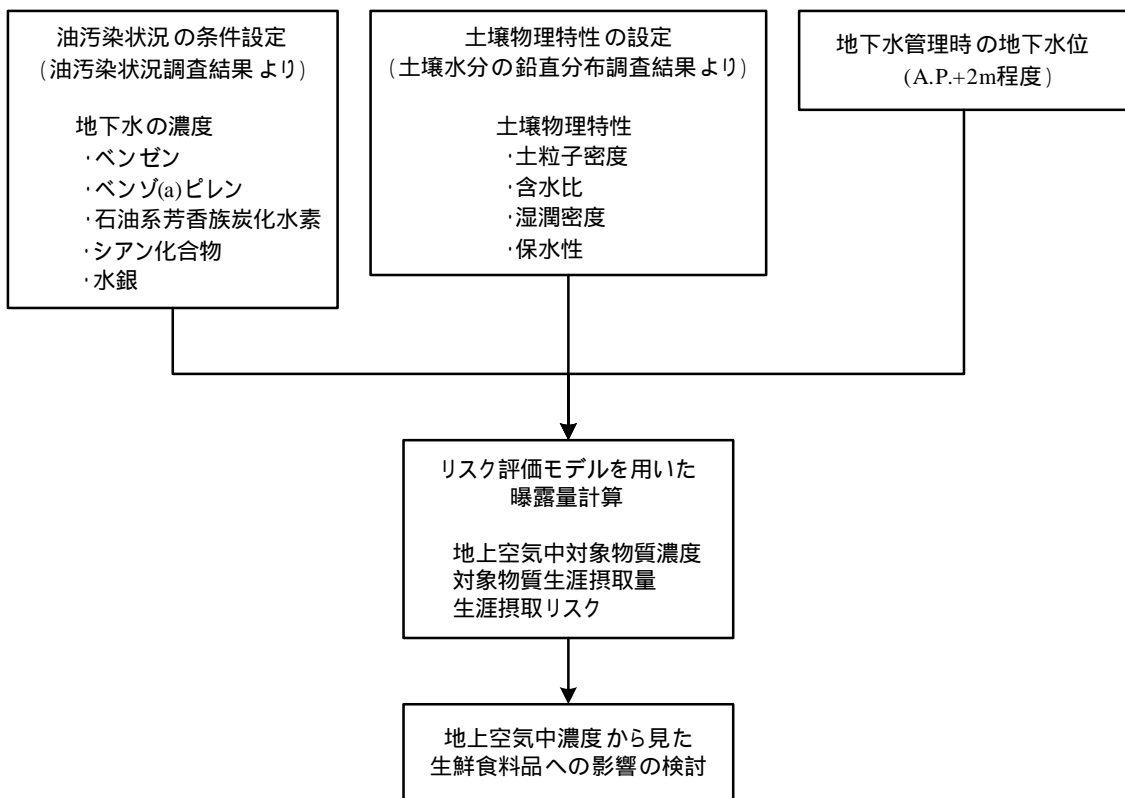 油汚染状況の条件設定
(油汚染状況調査結果より)
地下水の濃度
・ベンゼン
・ベンゾ(a)ピレン
・石油系芳香族炭化水素
・シアン化合物
・水銀
土壌物理特性の設定
(土壌水分の鉛直分布調査結果より)
土壌物理特性
・土粒子密度
・含水比
・湿潤密度
・保水性
地下水管理時の地下水位
(A.P.+2m程度)
リスク評価モデルを用いた
曝露量計算
地上空気中対象物質濃度
対象物質生涯摂取量
生涯摂取リスク
地上空気中濃度から見た
生鮮食料品への影響の検討